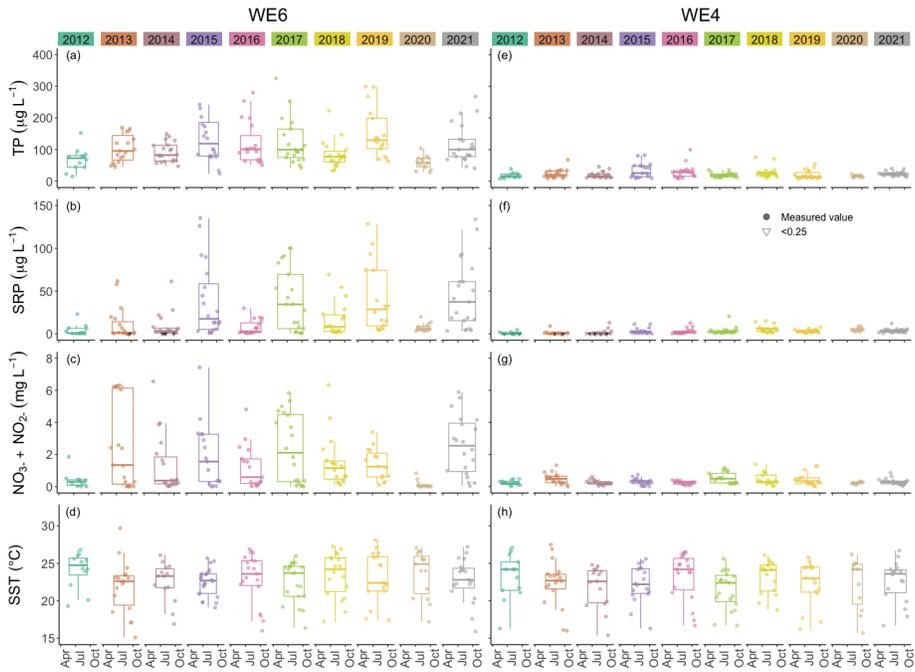 WE6 WE4
2012 2013 2014 2015 2016 2017 2018 2019 2020 2021 2012 2013 2014 2015 2016 2017 2018 2019 2020 2021
(a) (e)
TP (μg L⁻¹)
400
300
200
100
0
(b) (f)
SRP (μg L⁻¹)
150
100
50
0
Measured value
<0.25
(c) (g)
NO₃- + NO₂- (mg L⁻¹)
8
6
4
2
0
(d) (h)
SST (°C)
30
25
20
15
Apr Jul Oct Apr Jul Oct Apr Jul Oct Apr Jul Oct Apr Jul Oct Apr Jul Oct Apr Jul Oct Apr Jul Oct Apr Jul Oct Apr Jul Oct Apr Jul Oct Apr Jul Oct Apr Jul Oct Apr Jul Oct Apr Jul Oct Apr Jul Oct Apr Jul Oct Apr Jul Oct Apr Jul Oct Apr Jul Oct